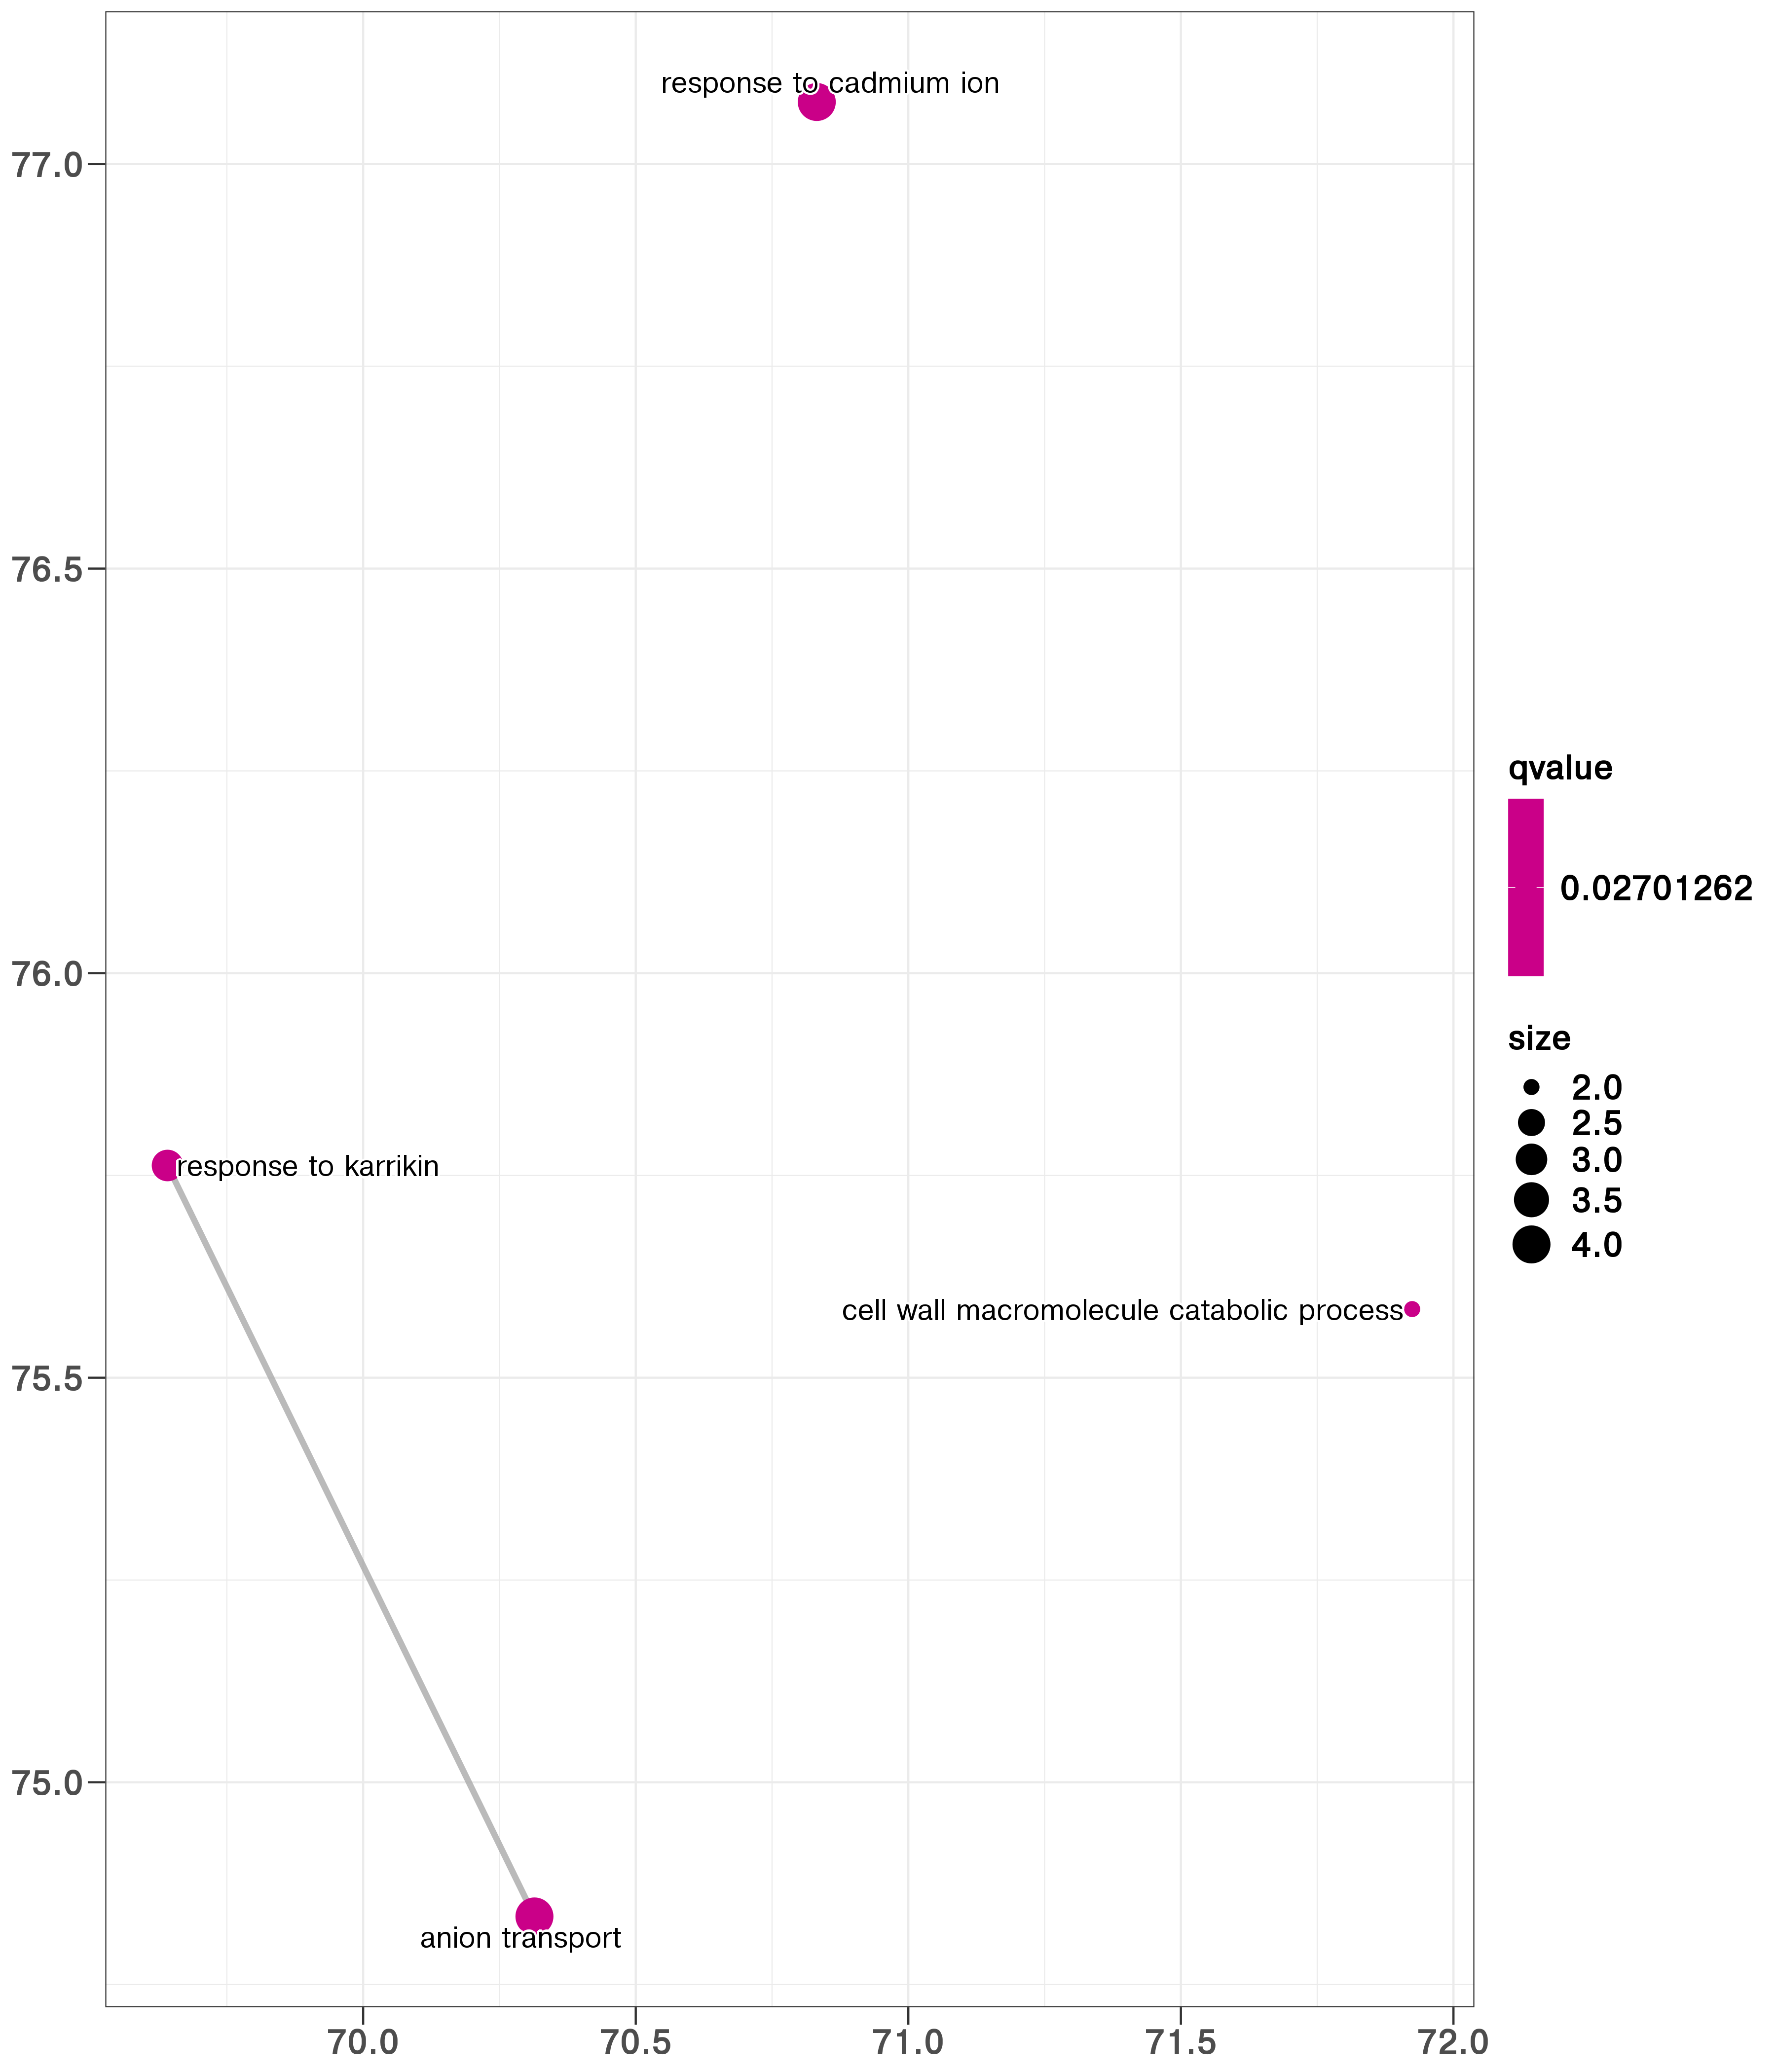 response to cadmium ion
77.0
76.5
76.0
75.5
75.0
response to karrikin
cell wall macromolecule catabolic process
anion transport
70.0 70.5 71.0 71.5 72.0
qvalue
0.02701262
size
2.0
2.5
3.0
3.5
4.0